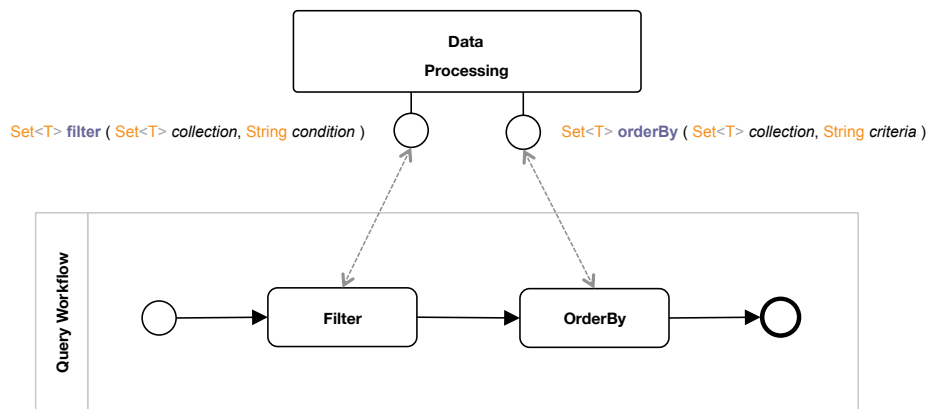 Data
Processing
Set<T> filter ( Set<T> collection, String condition )
Set<T> orderBy ( Set<T> collection, String criteria )
Query Workflow
Filter
OrderBy